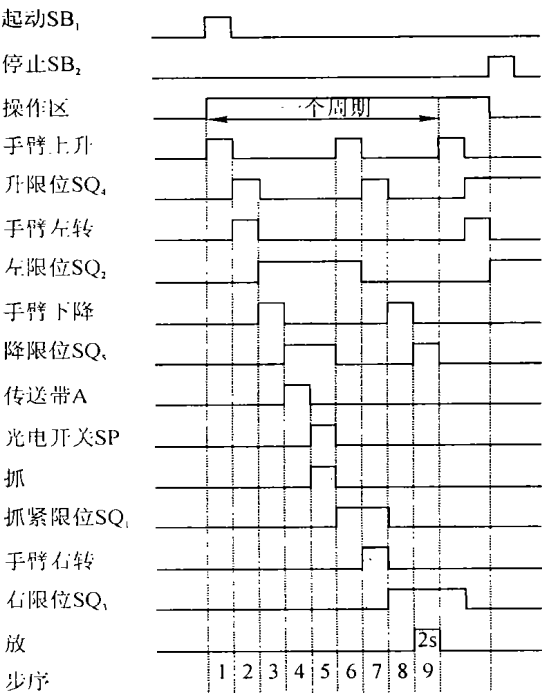 起动SB₁
停止SB₂
操作区
一个周期
手臂上升
升限位SQ₄
手臂左转
左限位SQ₂
手臂下降
降限位SQ₅
传送带A
光电开关SP
抓
抓紧限位SQ₁
手臂右转
右限位SQ₃
放
2s
步序
1 2 3 4 5 6 7 8 9